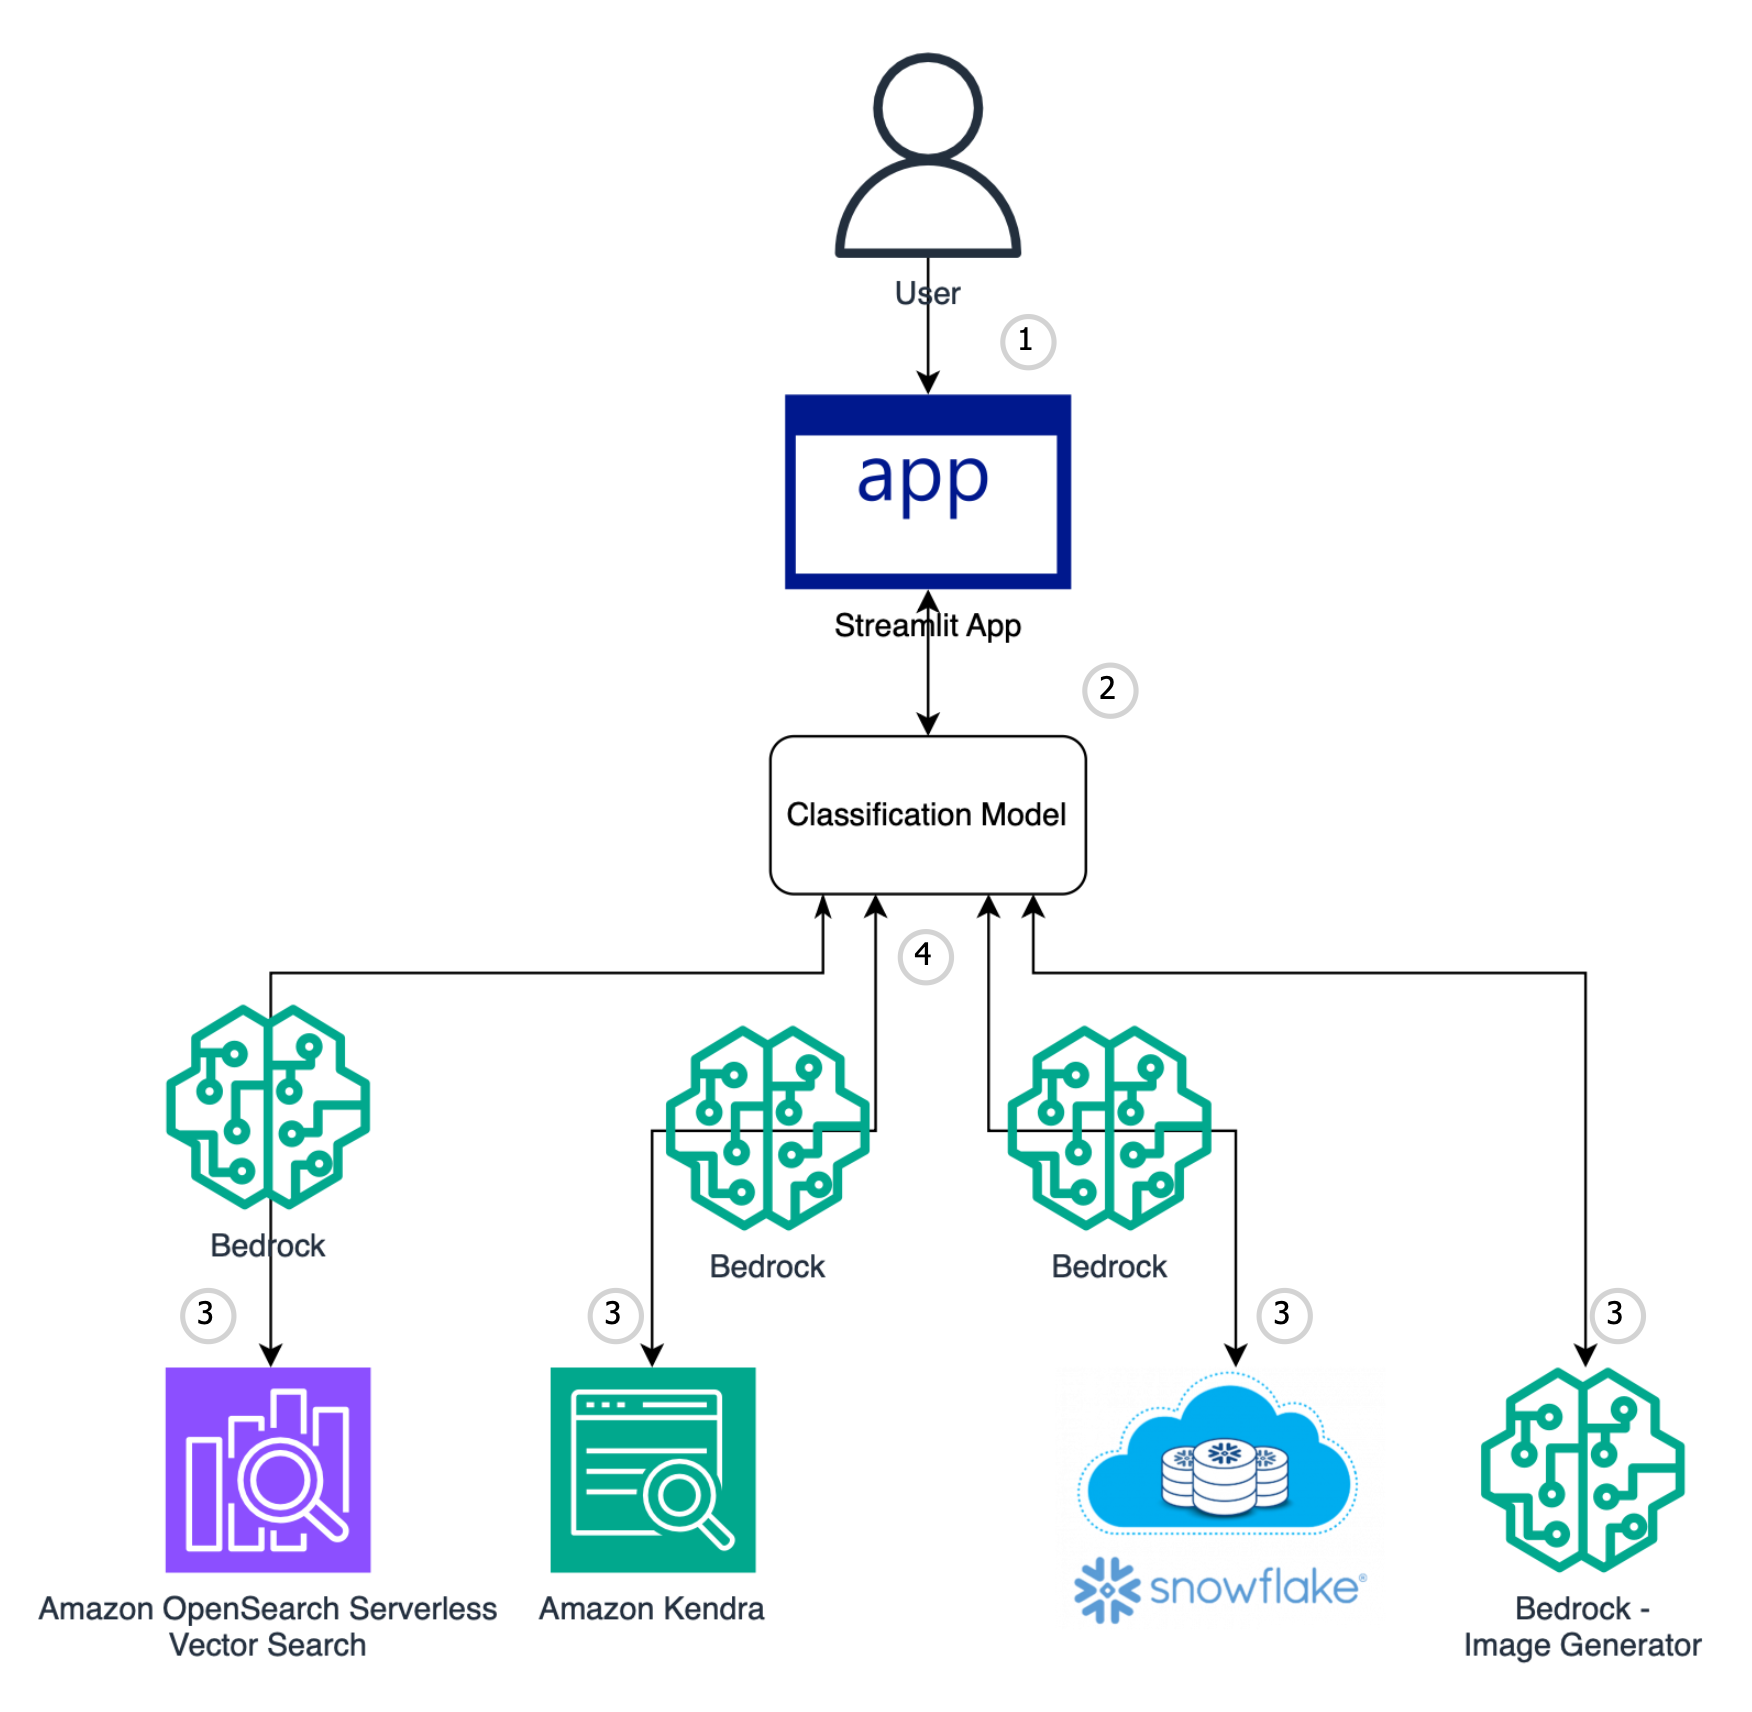 User
1
app
Streamlit App
2
Classification Model
4
Bedrock
Bedrock
Bedrock
3
3
3
3
Amazon OpenSearch Serverless
Vector Search
Amazon Kendra
snowflake®
Bedrock -
Image Generator